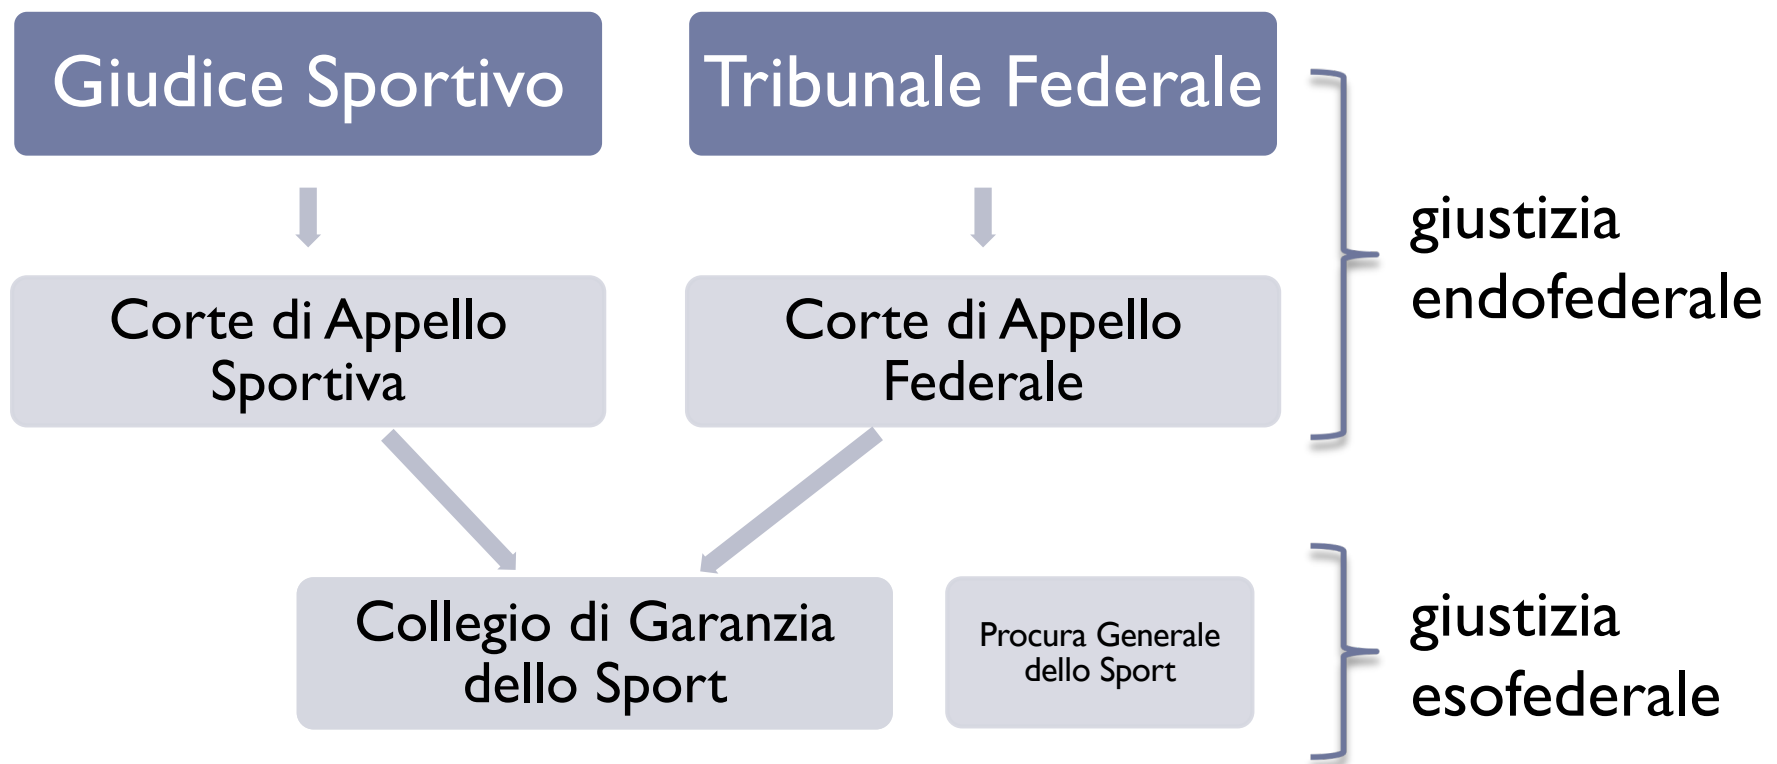 Giudice Sportivo
Tribunale Federale
giustizia
endofederale
Corte di Appello
Sportiva
Corte di Appello
Federale
Collegio di Garanzia
dello Sport
Procura Generale
dello Sport
giustizia
esofederale